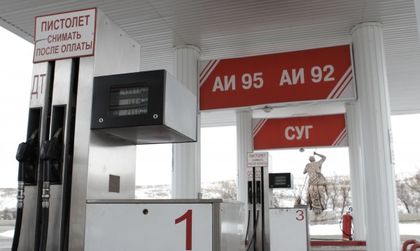 ПИСТОЛЕТ
СНИМАТЬ
ПОСЛЕ ОПЛАТЫ
ДТ
АИ 95 АИ 92
СУГ
1
3